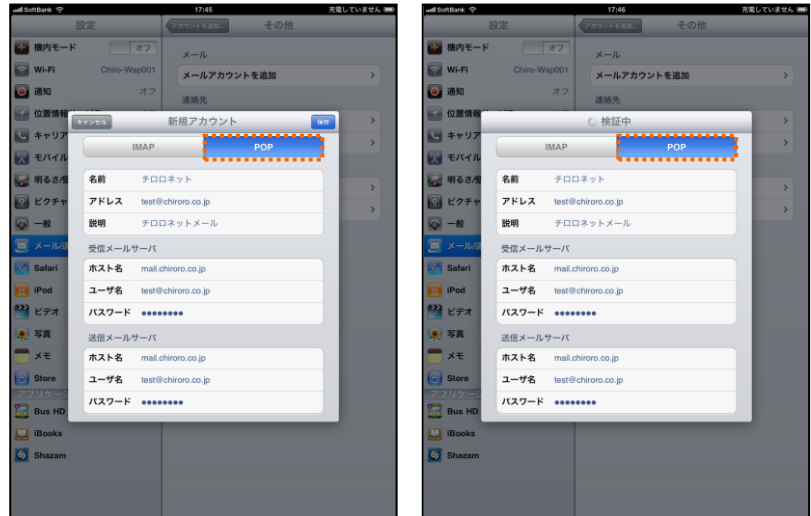 SoftBank 17:45 充電していません
設定
アカウントを追加... その他
機内モード オフ
Wi-Fi Chiro-Wap001
通知 オフ
位置情報
キャリア
モバイル
明るさ/壁
ピクチャ
一般
メール/連
Safari
iPod
ビデオ
写真
メモ
Store
アプリケーシ
Bus HD
iBooks
Shazam
メール
メールアカウントを追加
連絡先
キャンセル 新規アカウント 保存
IMAP POP
名前 チロロネット
アドレス test@chiroro.co.jp
説明 チロロネットメール
受信メールサーバ
ホスト名 mail.chiroro.co.jp
ユーザ名 test@chiroro.co.jp
パスワード ●●●●●●●●
送信メールサーバ
ホスト名 mail.chiroro.co.jp
ユーザ名 test@chiroro.co.jp
パスワード ●●●●●●●●
SoftBank 17:46 充電していません
設定
アカウントを追加... その他
機内モード オフ
Wi-Fi Chiro-Wap001
通知 オフ
位置情報
キャリア
モバイル
明るさ/壁
ピクチャ
一般
メール/連
Safari
iPod
ビデオ
写真
メモ
Store
アプリケーシ
Bus HD
iBooks
Shazam
メール
メールアカウントを追加
連絡先
検証中
IMAP POP
名前 チロロネット
アドレス test@chiroro.co.jp
説明 チロロネットメール
受信メールサーバ
ホスト名 mail.chiroro.co.jp
ユーザ名 test@chiroro.co.jp
パスワード ●●●●●●●●
送信メールサーバ
ホスト名 mail.chiroro.co.jp
ユーザ名 test@chiroro.co.jp
パスワード ●●●●●●●●